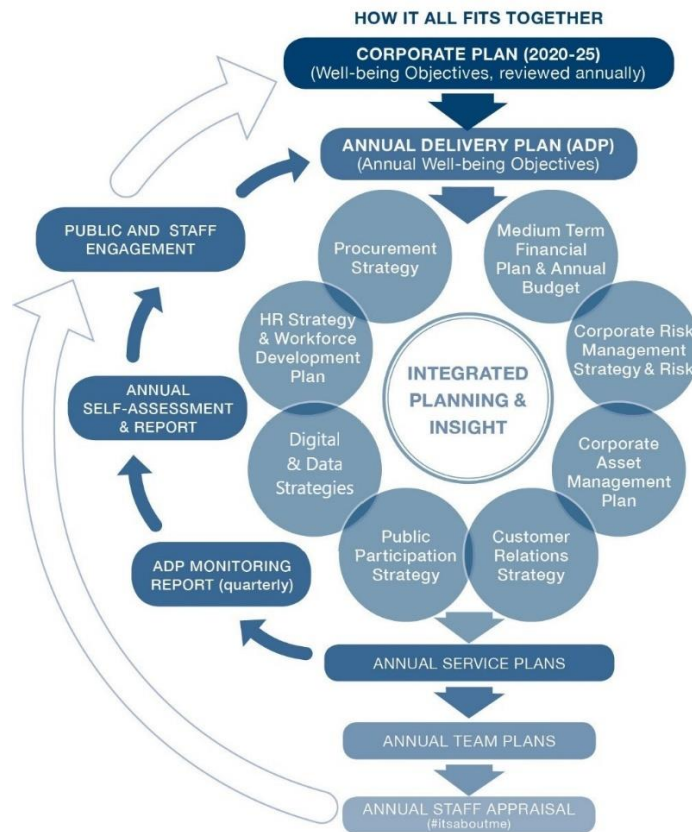 HOW IT ALL FITS TOGETHER
CORPORATE PLAN (2020-25)
(Well-being Objectives, reviewed annually)
ANNUAL DELIVERY PLAN (ADP)
(Annual Well-being Objectives)
PUBLIC AND STAFF
ENGAGEMENT
Procurement
Strategy
Medium Term
Financial
Plan & Annual
Budget
HR Strategy
& Workforce
Development
Plan
Corporate Risk
Management
Strategy & Risk
INTEGRATED
PLANNING &
INSIGHT
ANNUAL
SELF-ASSESSMENT
& REPORT
Digital
& Data
Strategies
Corporate
Asset
Management
Plan
Public
Participation
Strategy
Customer
Relations
Strategy
ADP MONITORING
REPORT (quarterly)
ANNUAL SERVICE PLANS
ANNUAL TEAM PLANS
ANNUAL STAFF APPRAISAL
(#itsaboutme)